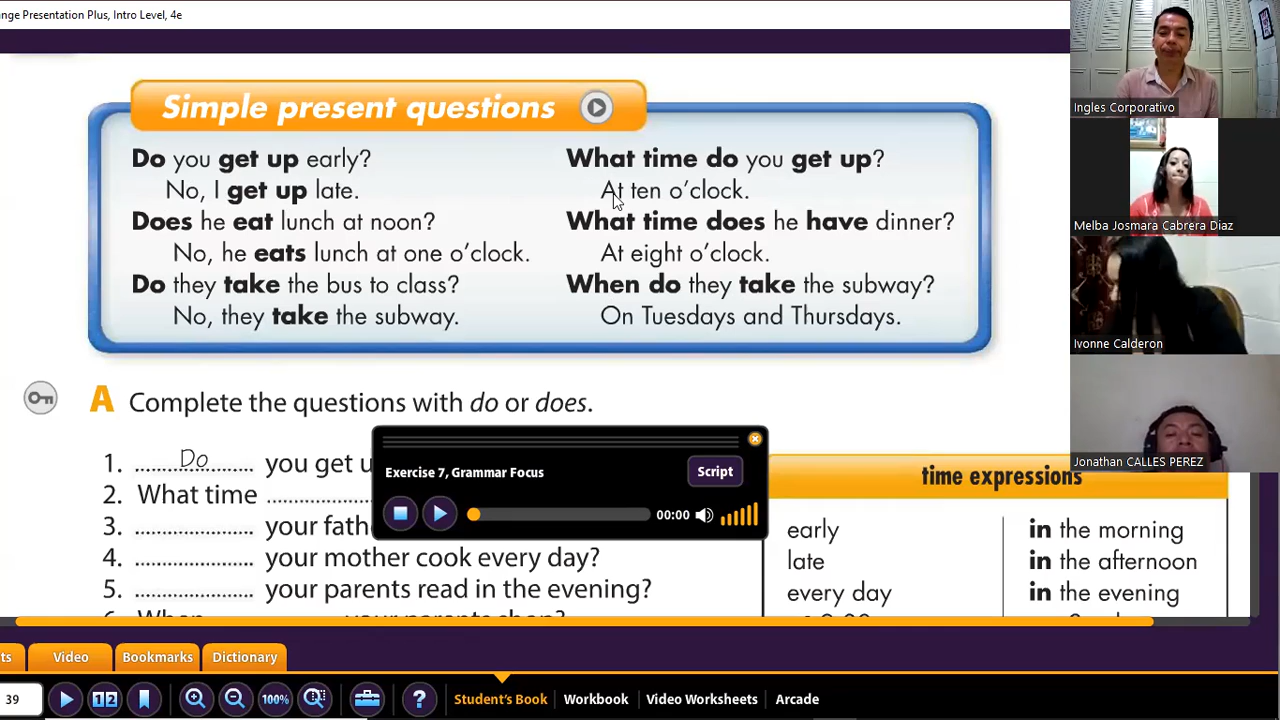 nge Presentation Plus, Intro Level, 4e
Simple present questions
Do you get up early?
No, I get up late.
Does he eat lunch at noon?
No, he eats lunch at one o'clock.
Do they take the bus to class?
No, they take the subway.
What time do you get up?
At ten o'clock.
What time does he have dinner?
At eight o'clock.
When do they take the subway?
On Tuesdays and Thursdays.
A Complete the questions with do or does.
1. ......Do...... you get u
2. What time ..................
3. ..................... your fath
4. ..................... your mother cook every day?
5. ..................... your parents read in the evening?
Exercise 7, Grammar Focus
Script
00:00
time expressions
early
late
every day
in the morning
in the afternoon
in the evening
Ingles Corporativo
Melba Josmara Cabrera Diaz
Ivonne Calderon
Jonathan CALLES PEREZ
ts
Video
Bookmarks
Dictionary
39
12
100%
?
Student's Book
Workbook
Video Worksheets
Arcade